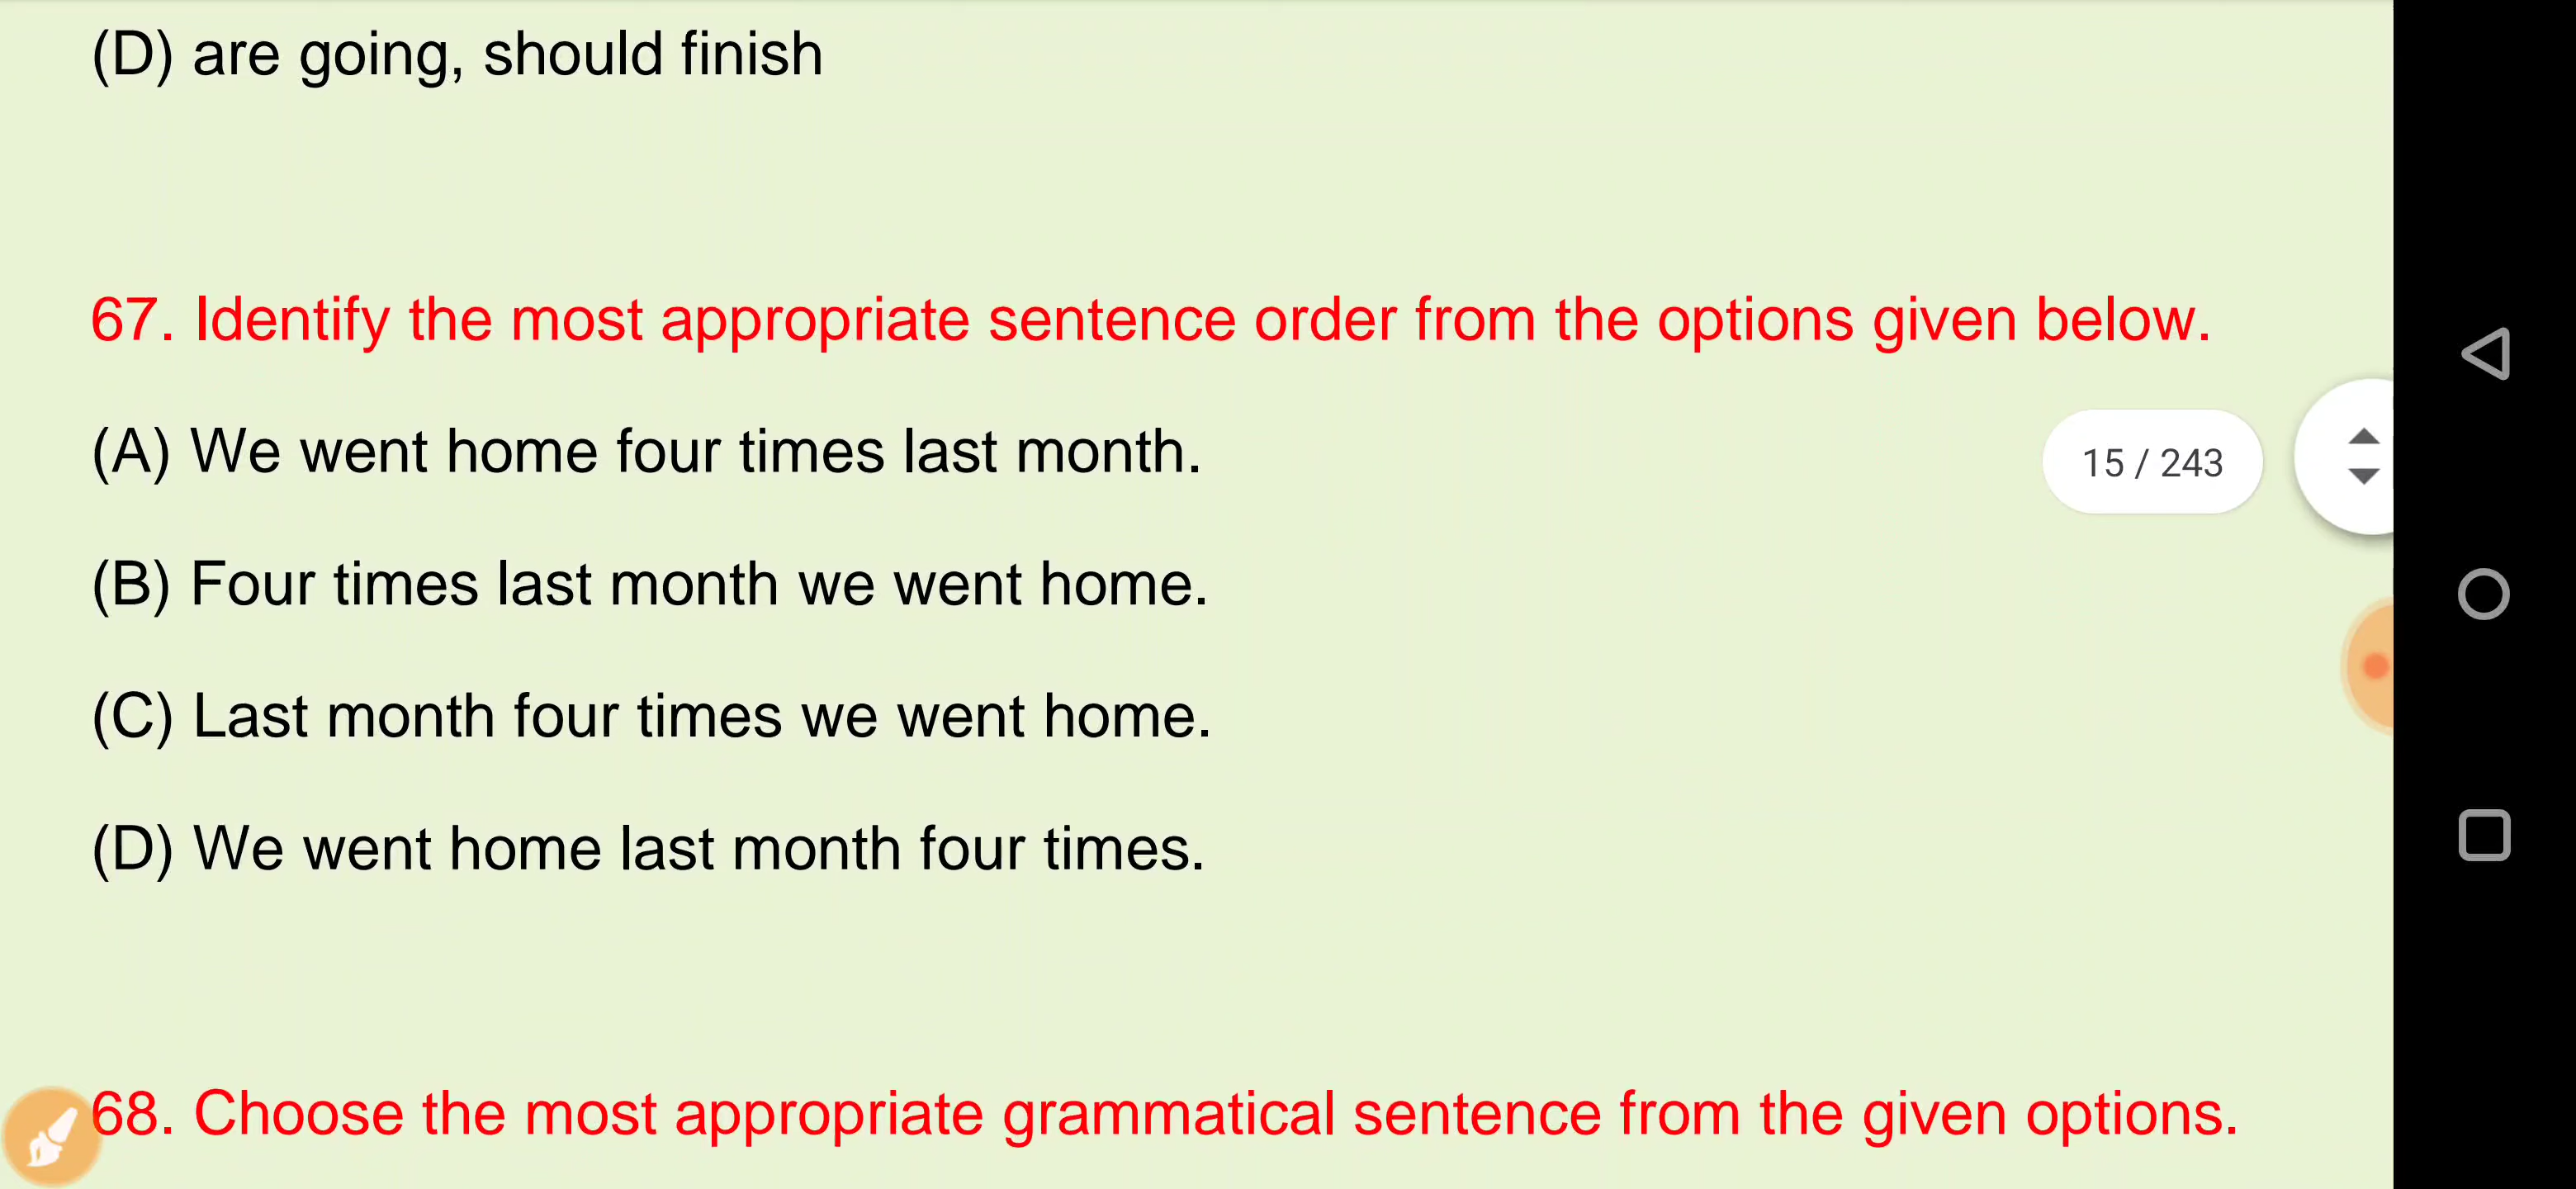 (D) are going, should finish
67. Identify the most appropriate sentence order from the options given below.
(A) We went home four times last month.
15 / 243
(B) Four times last month we went home.
(C) Last month four times we went home.
(D) We went home last month four times.
68. Choose the most appropriate grammatical sentence from the given options.